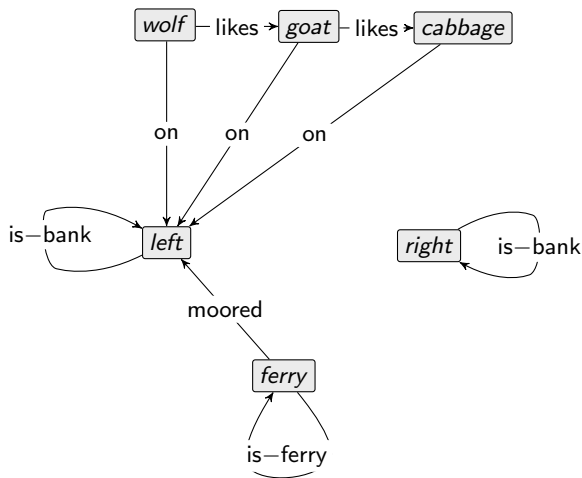 wolf likes goat likes cabbage
on on on
is−bank left right is−bank
moored
ferry
is−ferry